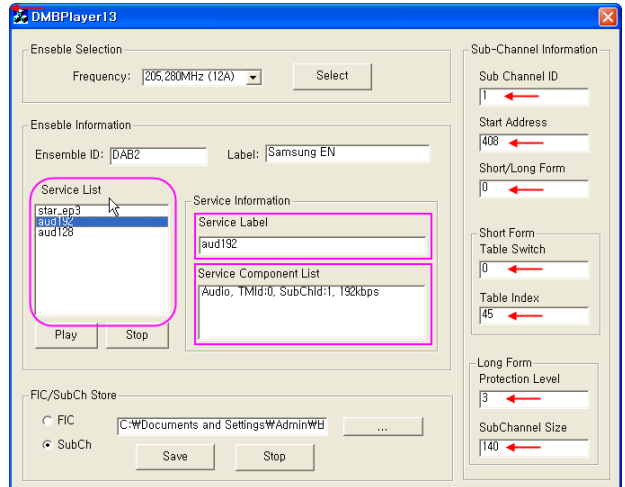 DMBPlayer13
Enseble Selection
Frequency: 205,280MHz (12A)
Select
Enseble Information
Ensemble ID: DAB2
Label: Samsung EN
Service List
star_ep3
aud192
aud128
Play
Stop
Service Information
Service Label
aud192
Service Component List
Audio, TMId:0, SubChId:1, 192kbps
FIC/SubCh Store
FIC
SubCh
C:₩Documents and Settings₩Admin₩
...
Save
Stop
Sub-Channel Information
Sub Channel ID
1
Start Address
408
Short/Long Form
0
Short Form
Table Switch
0
Table Index
45
Long Form
Protection Level
3
SubChannel Size
140